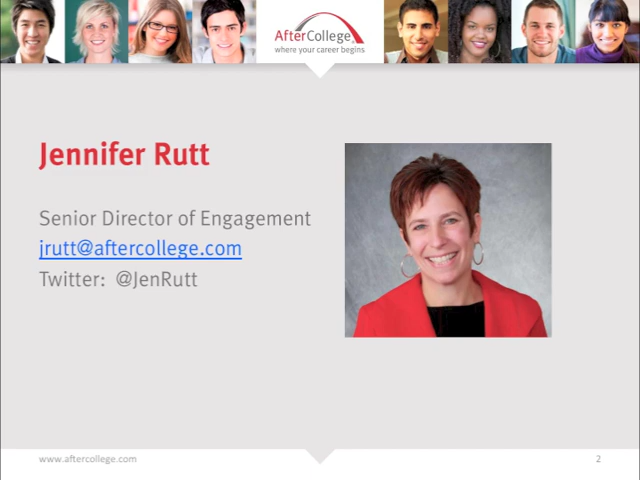 AfterCollege®
where your career begins
Jennifer Rutt
Senior Director of Engagement
jrutt@aftercollege.com
Twitter: @JenRutt
www.aftercollege.com
2